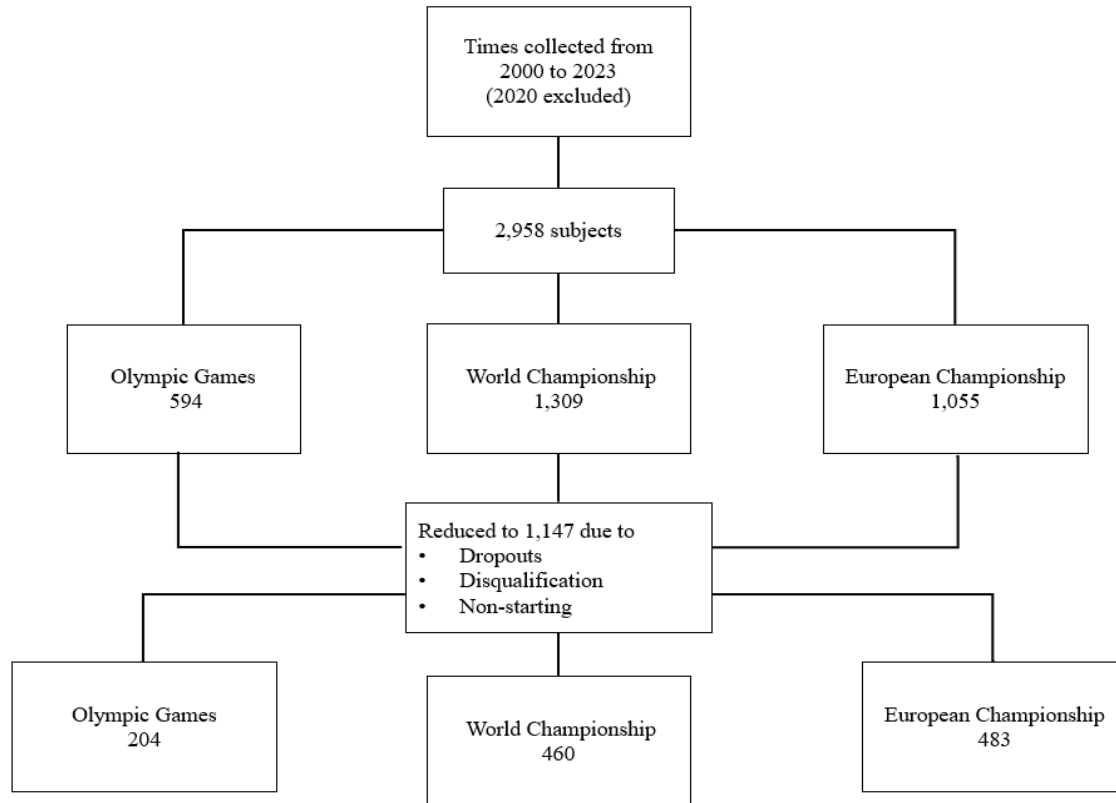 Times collected from
2000 to 2023
(2020 excluded)
2,958 subjects
Olympic Games
594
World Championship
1,309
European Championship
1,055
Reduced to 1,147 due to
• Dropouts
• Disqualification
• Non-starting
Olympic Games
204
World Championship
460
European Championship
483